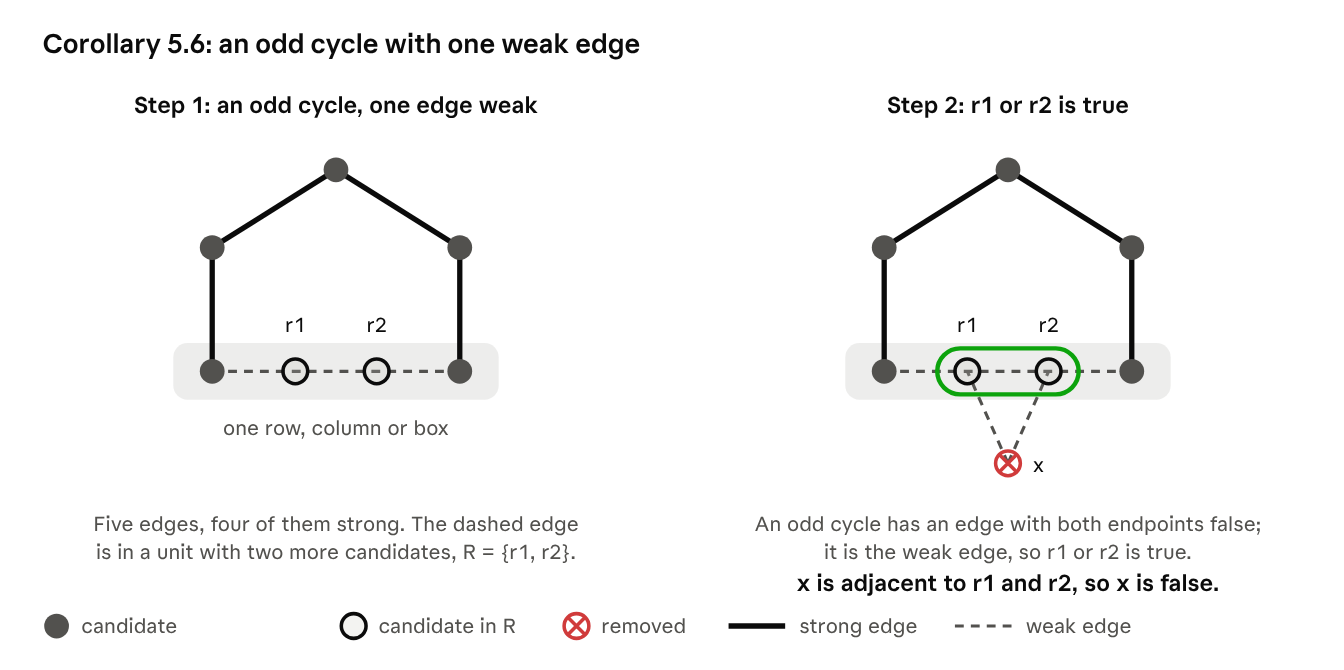 Corollary 5.6: an odd cycle with one weak edge
Step 1: an odd cycle, one edge weak
r1 r2
one row, column or box
Five edges, four of them strong. The dashed edge
is in a unit with two more candidates, R = {r1, r2}.
Step 2: r1 or r2 is true
r1 r2
x
An odd cycle has an edge with both endpoints false;
it is the weak edge, so r1 or r2 is true.
x is adjacent to r1 and r2, so x is false.
candidate candidate in R removed strong edge weak edge